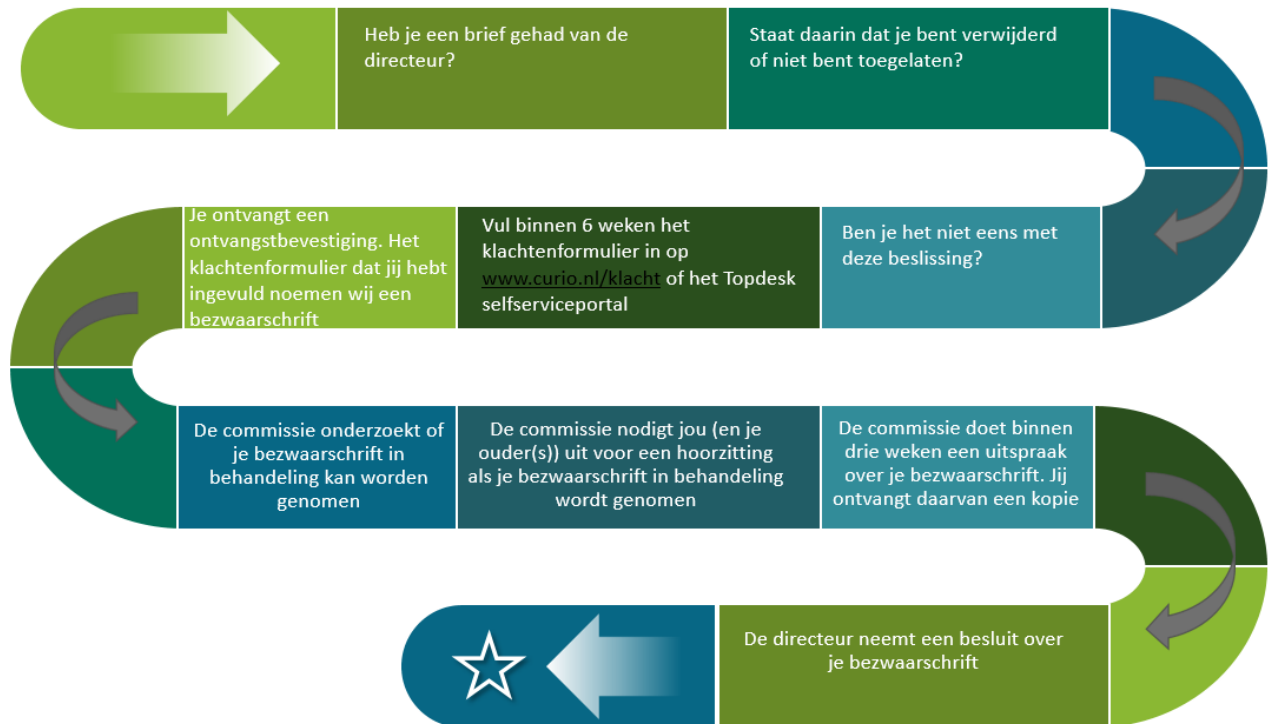 Heb je een brief gehad van de
directeur?
Staat daarin dat je bent verwijderd
of niet bent toegelaten?
Ben je het niet eens met
deze beslissing?
Vul binnen 6 weken het
klachtenformulier in op
www.curio.nl/klacht of het Topdesk
selfserviceportal
Je ontvangt een
ontvangstbevestiging. Het
klachtenformulier dat jij hebt
ingevuld noemen wij een
bezwaarschrift
De commissie onderzoekt of
je bezwaarschrift in
behandeling kan worden
genomen
De commissie nodigt jou (en je
ouder(s)) uit voor een hoorzitting
als je bezwaarschrift in behandeling
wordt genomen
De commissie doet binnen
drie weken een uitspraak
over je bezwaarschrift. Jij
ontvangt daarvan een kopie
De directeur neemt een besluit over
je bezwaarschrift